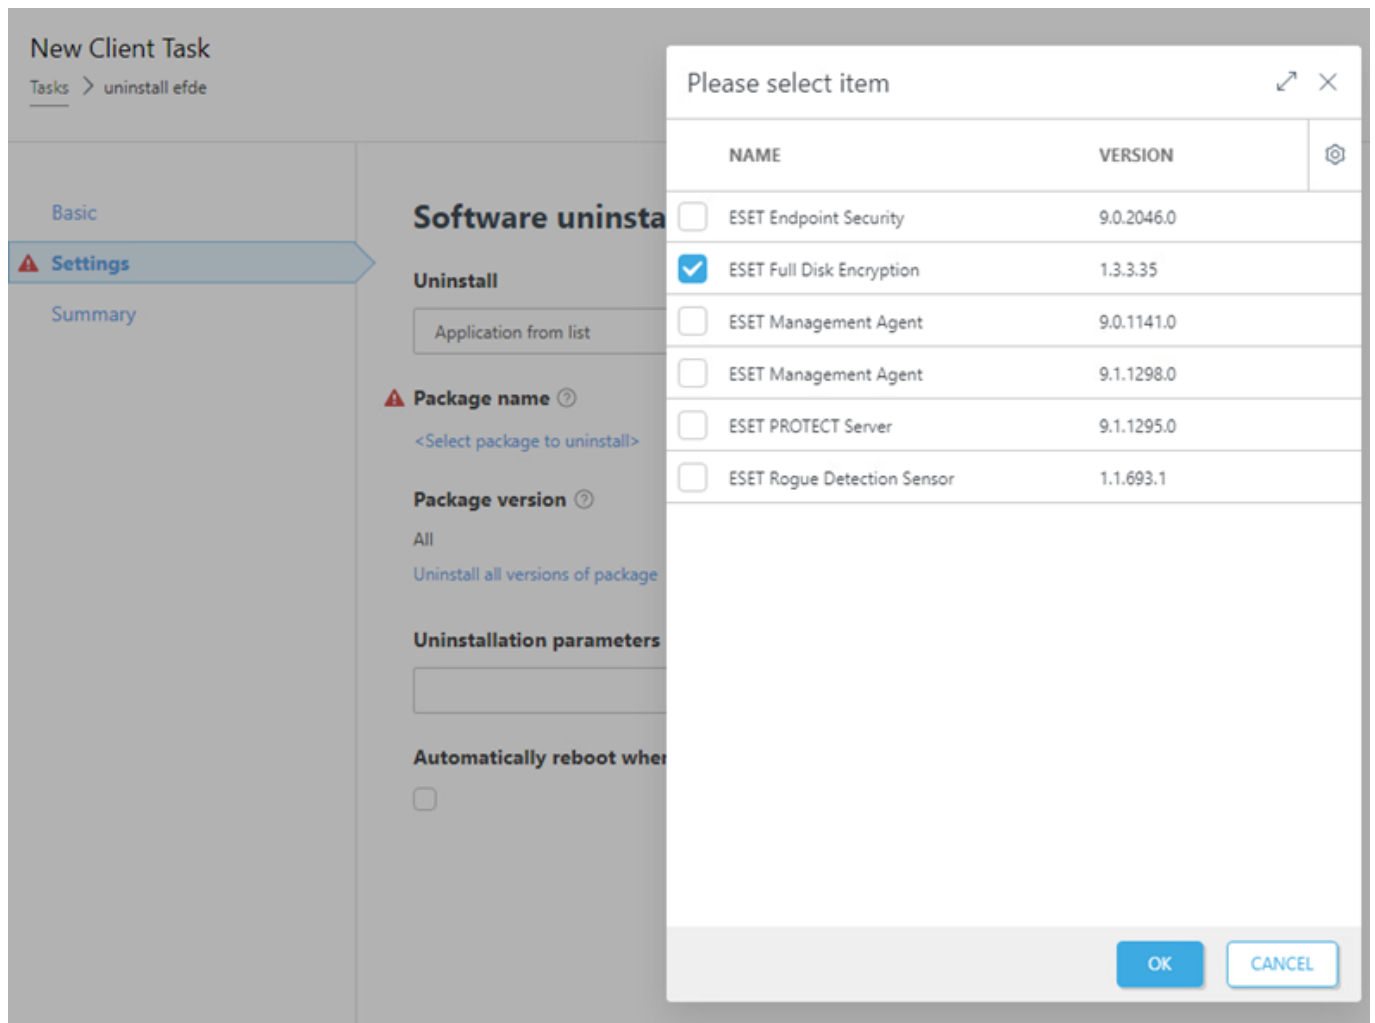 New Client Task
Tasks > uninstall efde
Basic
Settings
Summary
Software uninsta
Uninstall
Application from list
Package name
<Select package to uninstall>
Package version
All
Uninstall all versions of package
Uninstallation parameters
Automatically reboot when
Please select item
NAME VERSION
ESET Endpoint Security 9.0.2046.0
ESET Full Disk Encryption 1.3.3.35
ESET Management Agent 9.0.1141.0
ESET Management Agent 9.1.1298.0
ESET PROTECT Server 9.1.1295.0
ESET Rogue Detection Sensor 1.1.693.1
OK CANCEL